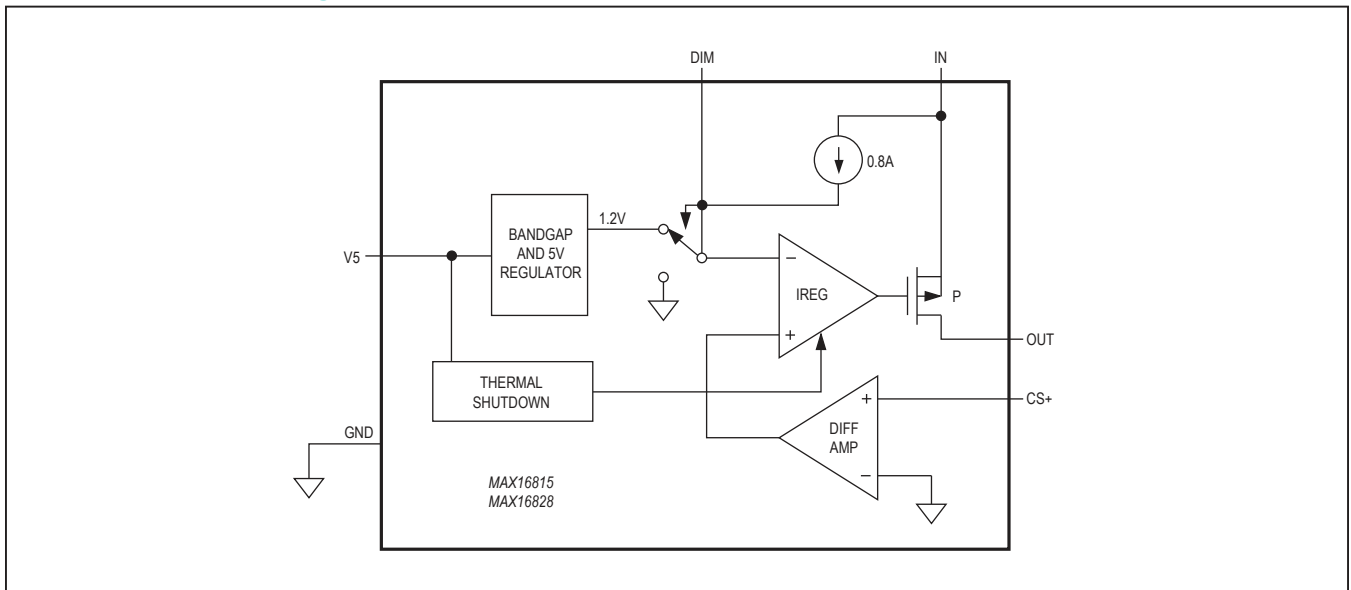 DIM
IN
0.8A
1.2V
BANDGAP
AND 5V
REGULATOR
V5
−
IREG
+
P
OUT
THERMAL
SHUTDOWN
CS+
+
DIFF
AMP
−
GND
MAX16815
MAX16828